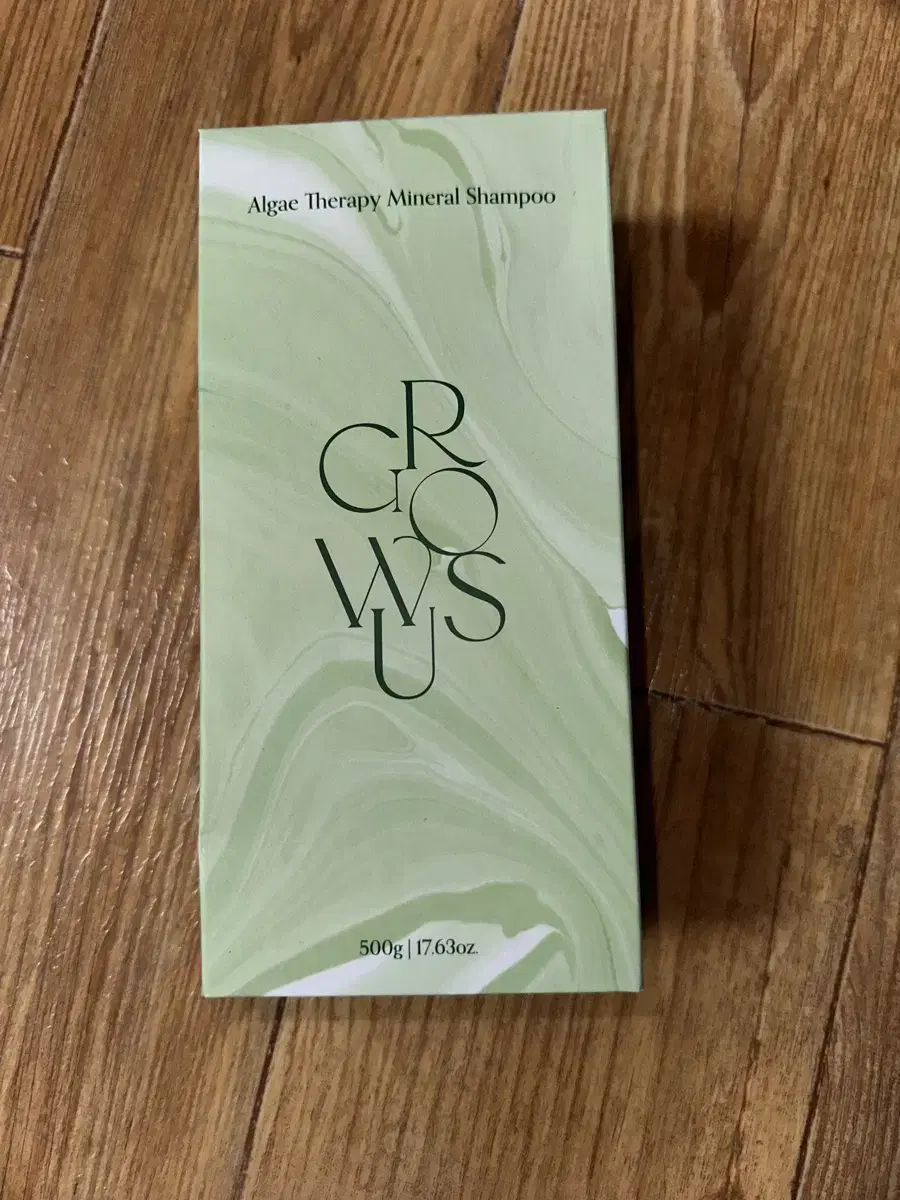 Algae Therapy Mineral Shampoo
GROWUS
500g | 17.63oz.